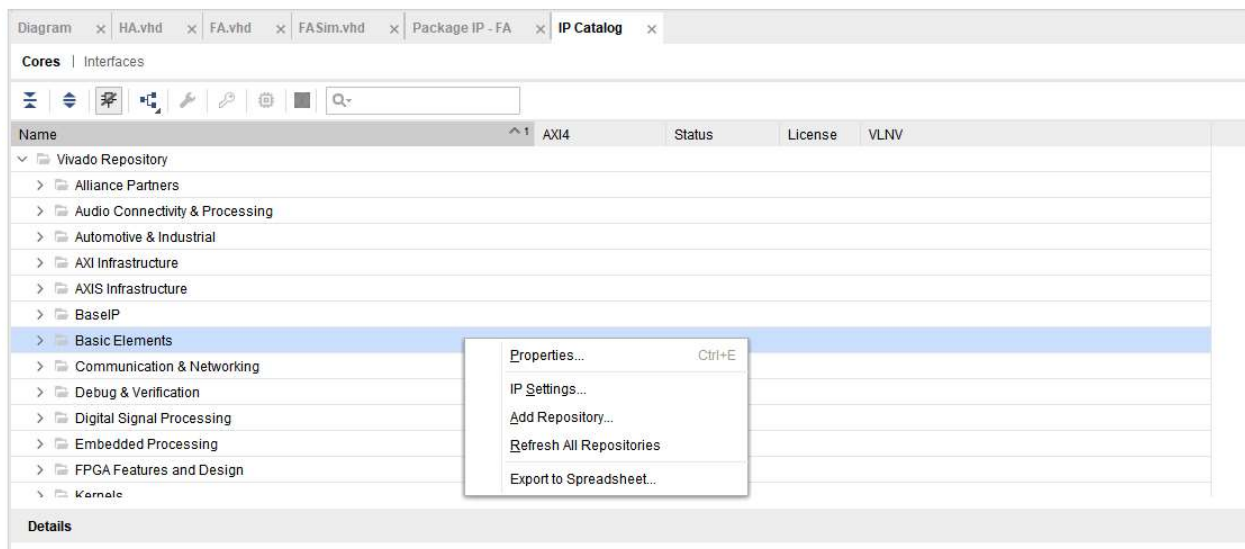 Diagram HA.vhd FA.vhd FASim.vhd Package IP - FA IP Catalog
Cores | Interfaces
Name 1 AXI4 Status License VLNV
Vivado Repository
Alliance Partners
Audio Connectivity & Processing
Automotive & Industrial
AXI Infrastructure
AXIS Infrastructure
BaseIP
Basic Elements
Properties... Ctrl+E
Communication & Networking
Debug & Verification
IP Settings...
Digital Signal Processing
Add Repository...
Embedded Processing
Refresh All Repositories
FPGA Features and Design
Export to Spreadsheet...
Kernels
Details